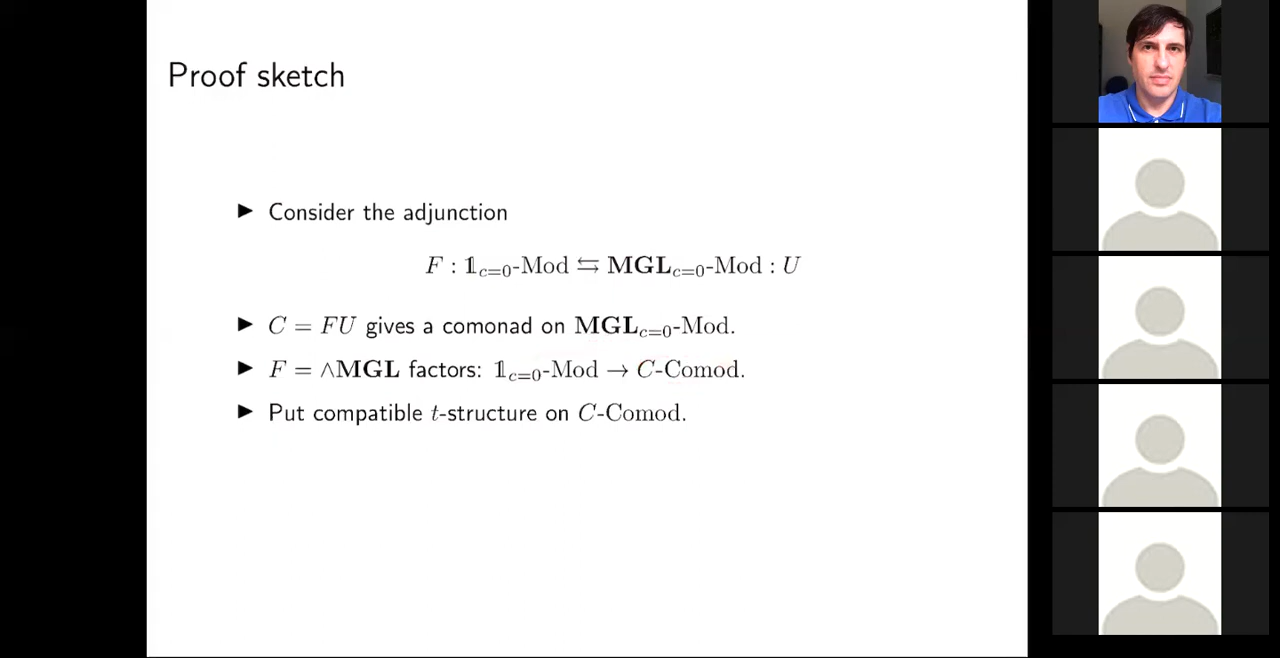 Proof sketch
▶ Consider the adjunction
F : 𝟙_{c=0}-Mod ⇆ MGL_{c=0}-Mod : U
▶ C = FU gives a comonad on MGL_{c=0}-Mod.
▶ F = ∧MGL factors: 𝟙_{c=0}-Mod → C-Comod.
▶ Put compatible t-structure on C-Comod.